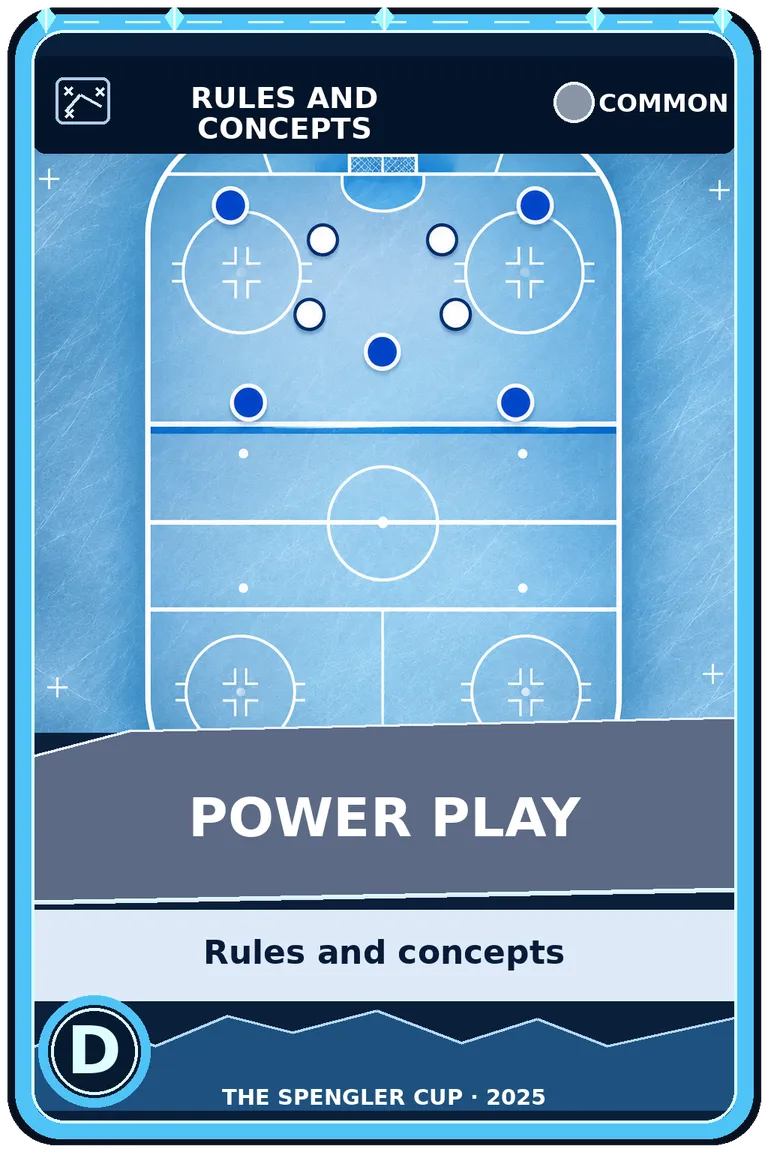 RULES AND
CONCEPTS
COMMON
POWER PLAY
Rules and concepts
D
THE SPENGLER CUP · 2025